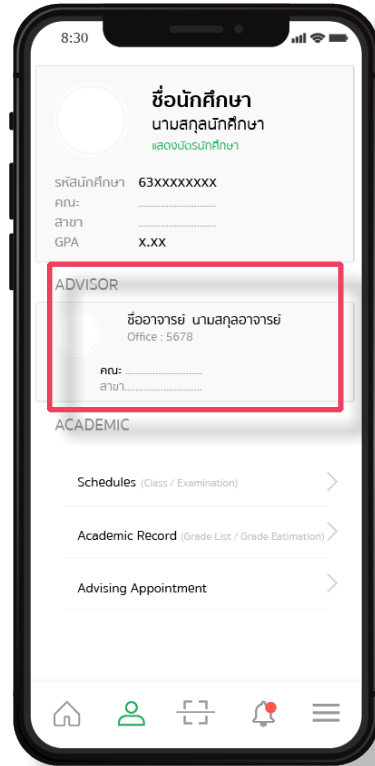 8:30
ชื่อนักศึกษา
นามสกุลนักศึกษา
แสดงบัตรนักศึกษา
รหัสนักศึกษา 63xxxxxxxx
คณะ ............................
สาขา ............................
GPA x.xx
ADVISOR
ชื่ออาจารย์ นามสกุลอาจารย์
Office : 5678
คณะ ............................
สาขา............................
ACADEMIC
Schedules (Class / Examination)
Academic Record (Grade List / Grade Eatimation)
Advising Appointment